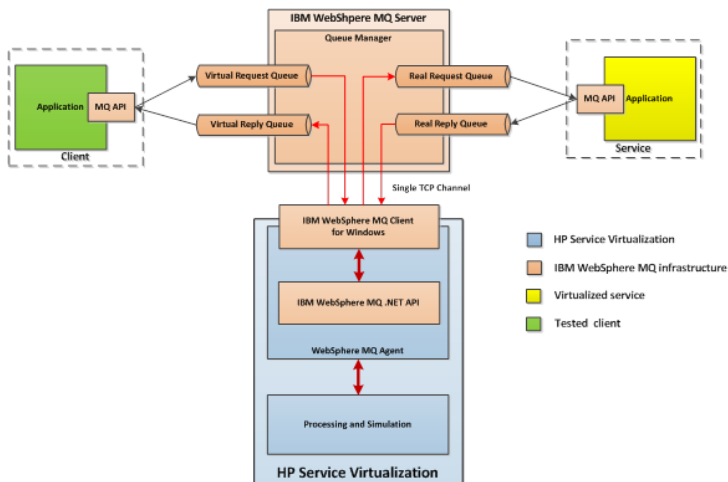 IBM WebShpere MQ Server
Queue Manager
Virtual Request Queue
Real Request Queue
Application
MQ API
MQ API
Application
Virtual Reply Queue
Real Reply Queue
Client
Service
Single TCP Channel
IBM WebSphere MQ Client
for Windows
HP Service Virtualization
IBM WebSphere MQ infrastructure
IBM WebSphere MQ .NET API
Virtualized service
Tested client
WebSphere MQ Agent
Processing and Simulation
HP Service Virtualization